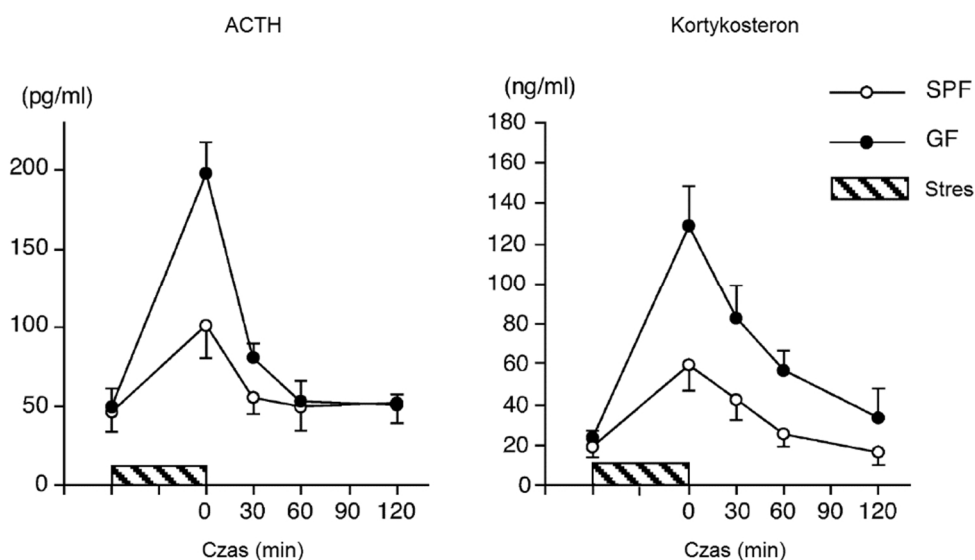 ACTH
(pg/ml)
200
150
100
50
0
0 30 60 90 120
Czas (min)
Kortykosteron
(ng/ml)
180
160
140
120
100
80
60
40
20
0
0 30 60 90 120
Czas (min)
SPF
GF
Stres